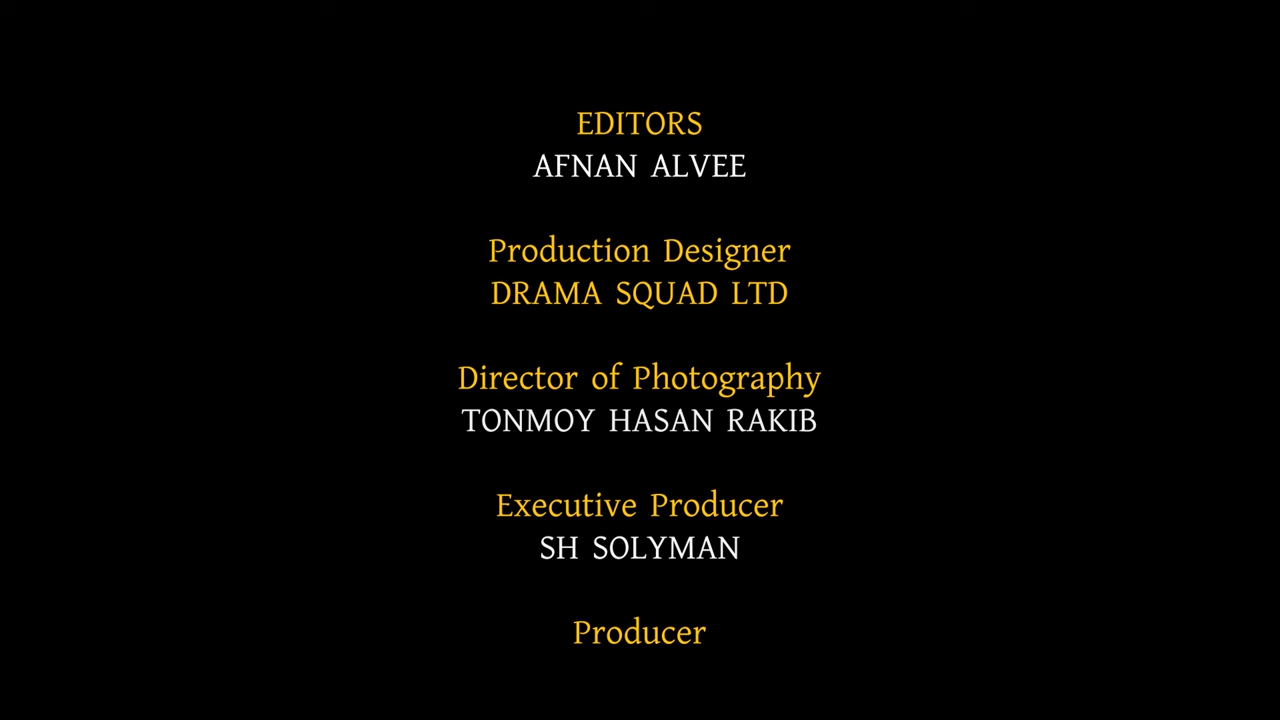 EDITORS
AFNAN ALVEE
Production Designer
DRAMA SQUAD LTD
Director of Photography
TONMOY HASAN RAKIB
Executive Producer
SH SOLYMAN
Producer